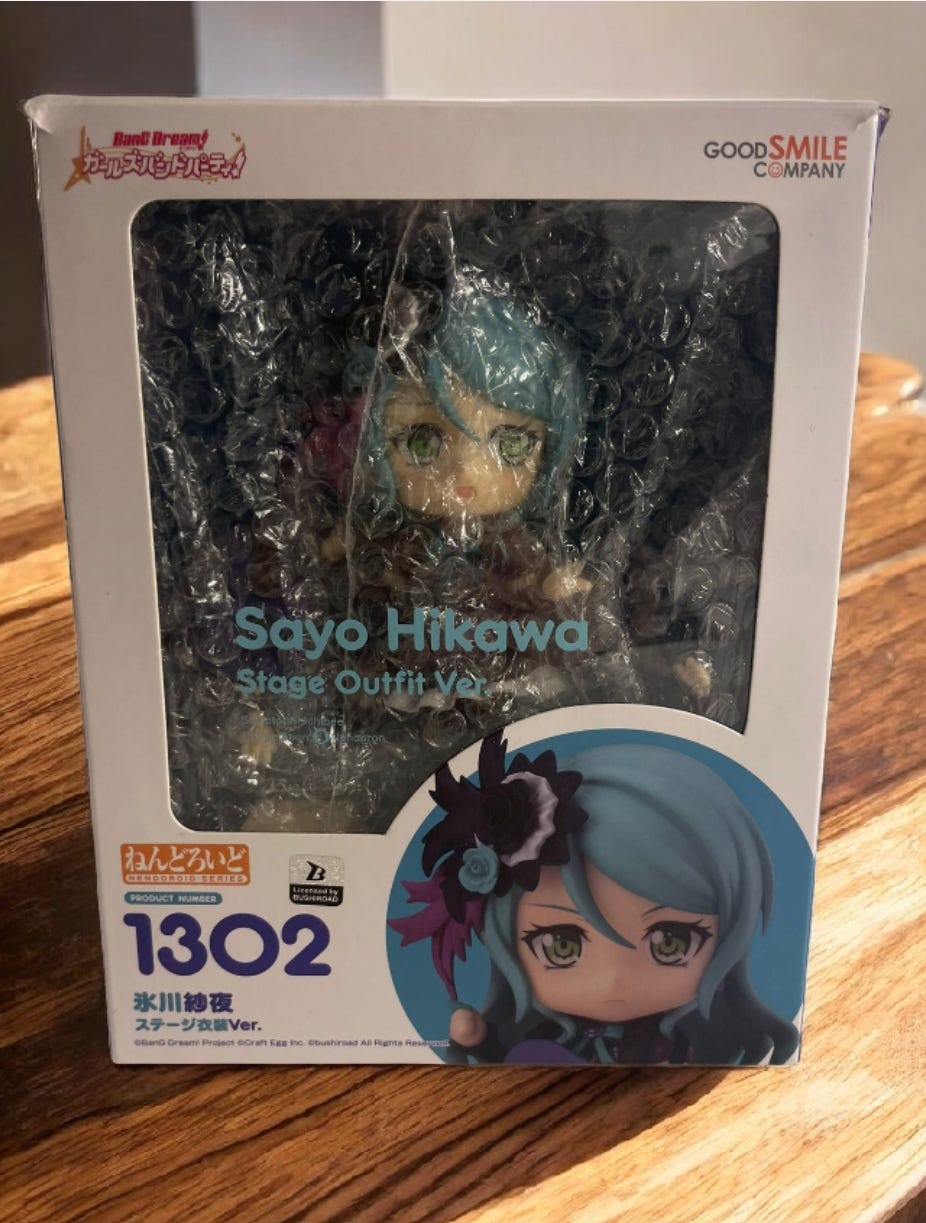 BanG Dream!
ガールズバンドパーティ!
GOODSMILE
COMPANY
Sayo Hikawa
Stage Outfit Ver.
ねんどろいど
NENDOROID-SERIES
B
Licensed by
BUSHIROAD
PRODUCT NUMBER
1302
氷川紗夜
ステージ衣装Ver.
©BanG Dream! Project ©Craft Egg Inc. ©bushiroad All Rights Reserved.